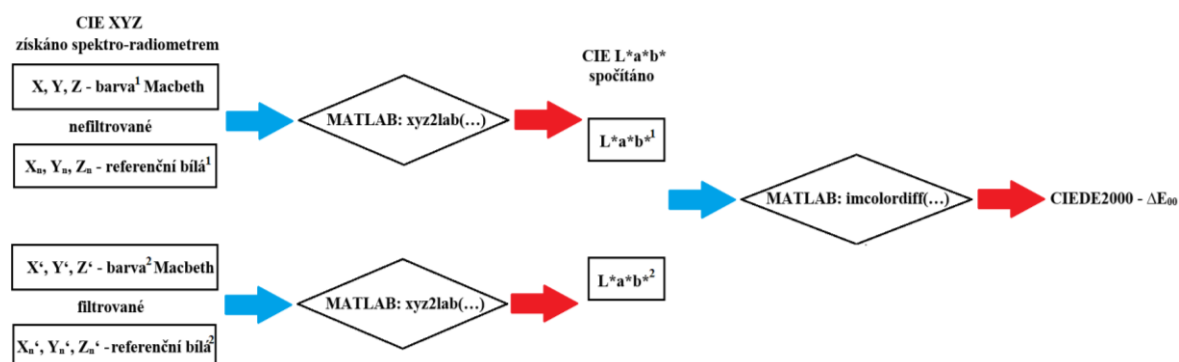 CIE XYZ
získáno spektro-radiometrem
X, Y, Z - barva¹ Macbeth
nefiltrované
Xₙ, Yₙ, Zₙ - referenční bílá¹
MATLAB: xyz2lab(…)
CIE L*a*b*
spočítáno
L*a*b*¹
X‘, Y‘, Z‘ - barva² Macbeth
filtrované
Xₙ‘, Yₙ‘, Zₙ‘ - referenční bílá²
MATLAB: xyz2lab(…)
L*a*b*²
MATLAB: imcolordiff(…)
CIEDE2000 - ΔE₀₀